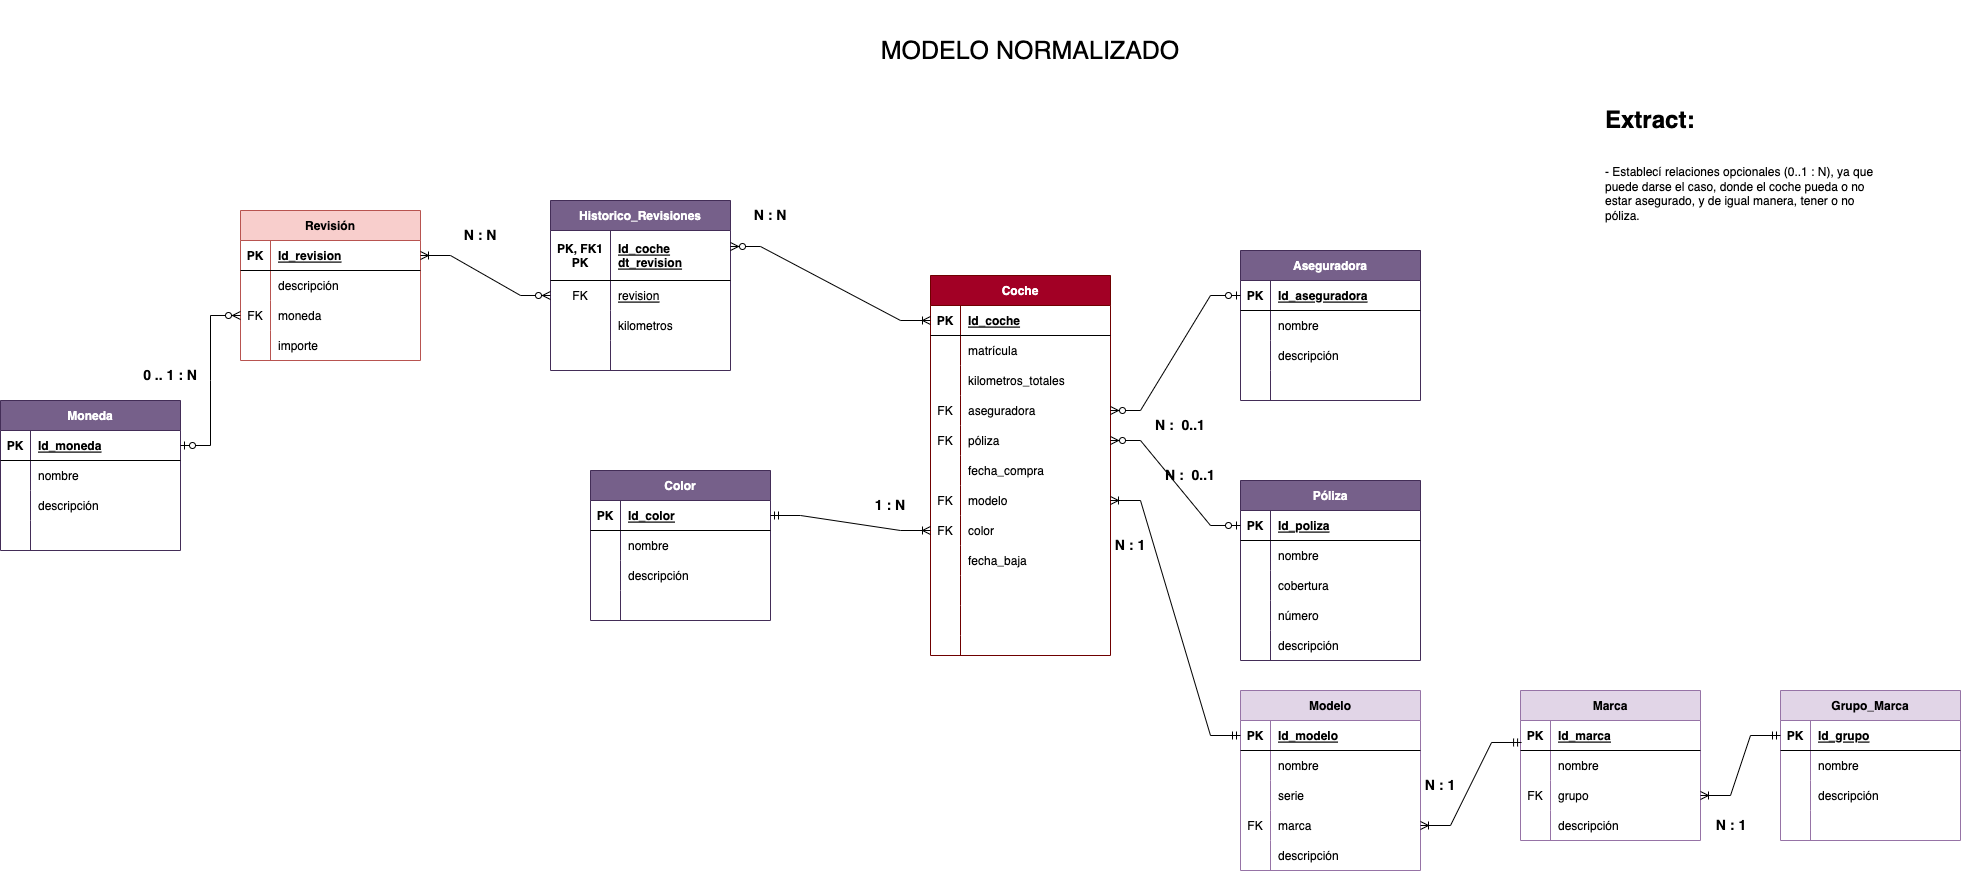 MODELO NORMALIZADO
Extract:
- Establecí relaciones opcionales (0..1 : N), ya que
puede darse el caso, donde el coche pueda o no
estar asegurado, y de igual manera, tener o no
póliza.
Revisión
PK Id_revision
descripción
FK moneda
importe
N : N
Historico_Revisiones
PK, FK1 Id_coche
PK dt_revision
FK revision
kilometros
N : N
0 .. 1 : N
Moneda
PK Id_moneda
nombre
descripción
Color
PK Id_color
nombre
descripción
1 : N
Coche
PK Id_coche
matrícula
kilometros_totales
FK aseguradora
FK póliza
fecha_compra
FK modelo
FK color
fecha_baja
Aseguradora
PK Id_aseguradora
nombre
descripción
N : 0..1
N : 0..1
Póliza
PK Id_poliza
nombre
cobertura
número
descripción
N : 1
Modelo
PK Id_modelo
nombre
serie
FK marca
descripción
N : 1
Marca
PK Id_marca
nombre
FK grupo
descripción
N : 1
Grupo_Marca
PK Id_grupo
nombre
descripción